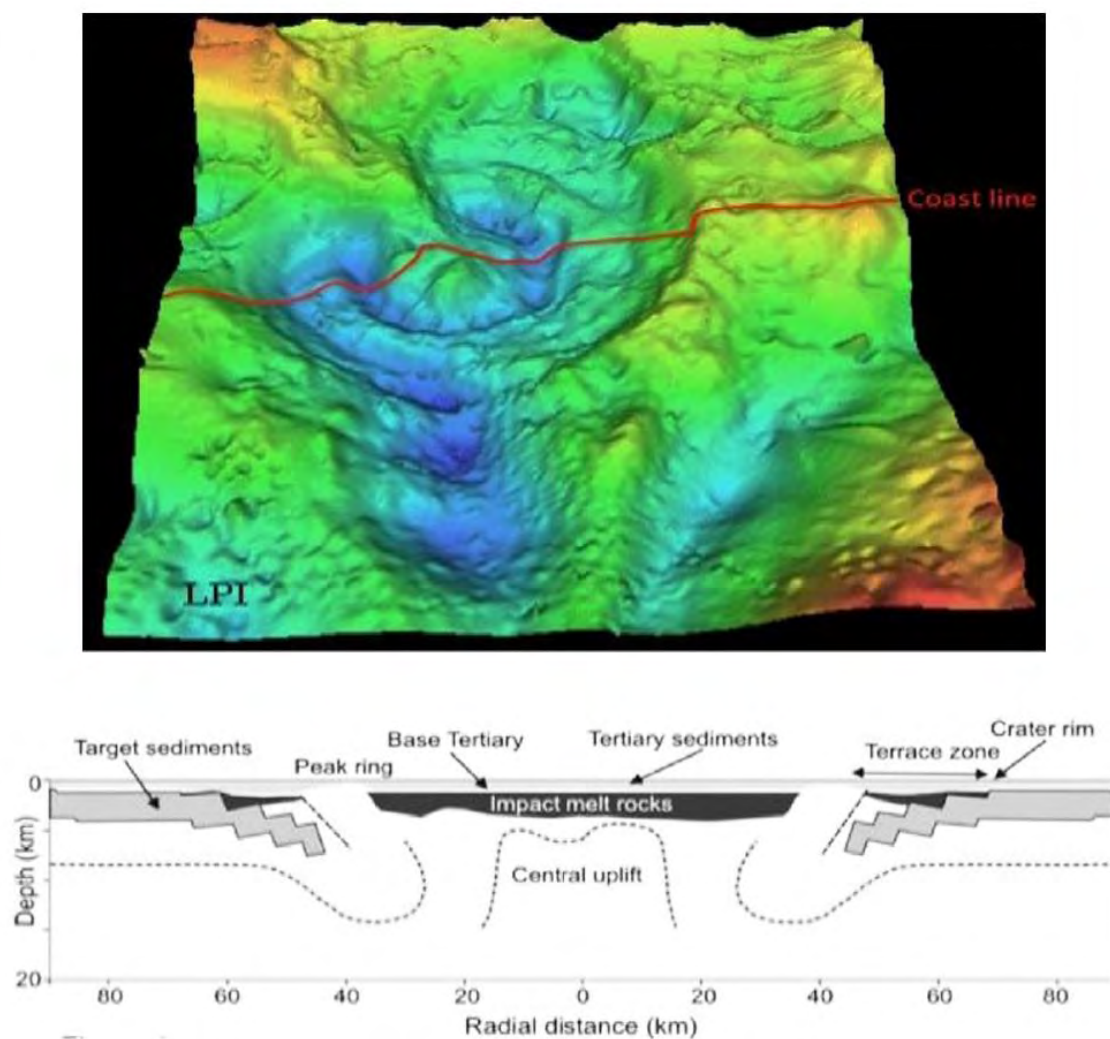 Coast line
LPI
Target sediments
Base Tertiary
Tertiary sediments
Crater rim
Terrace zone
Peak ring
Impact melt rocks
Central uplift
0
Depth (km)
20
80 60 40 20 0 20 40 60 80
Radial distance (km)